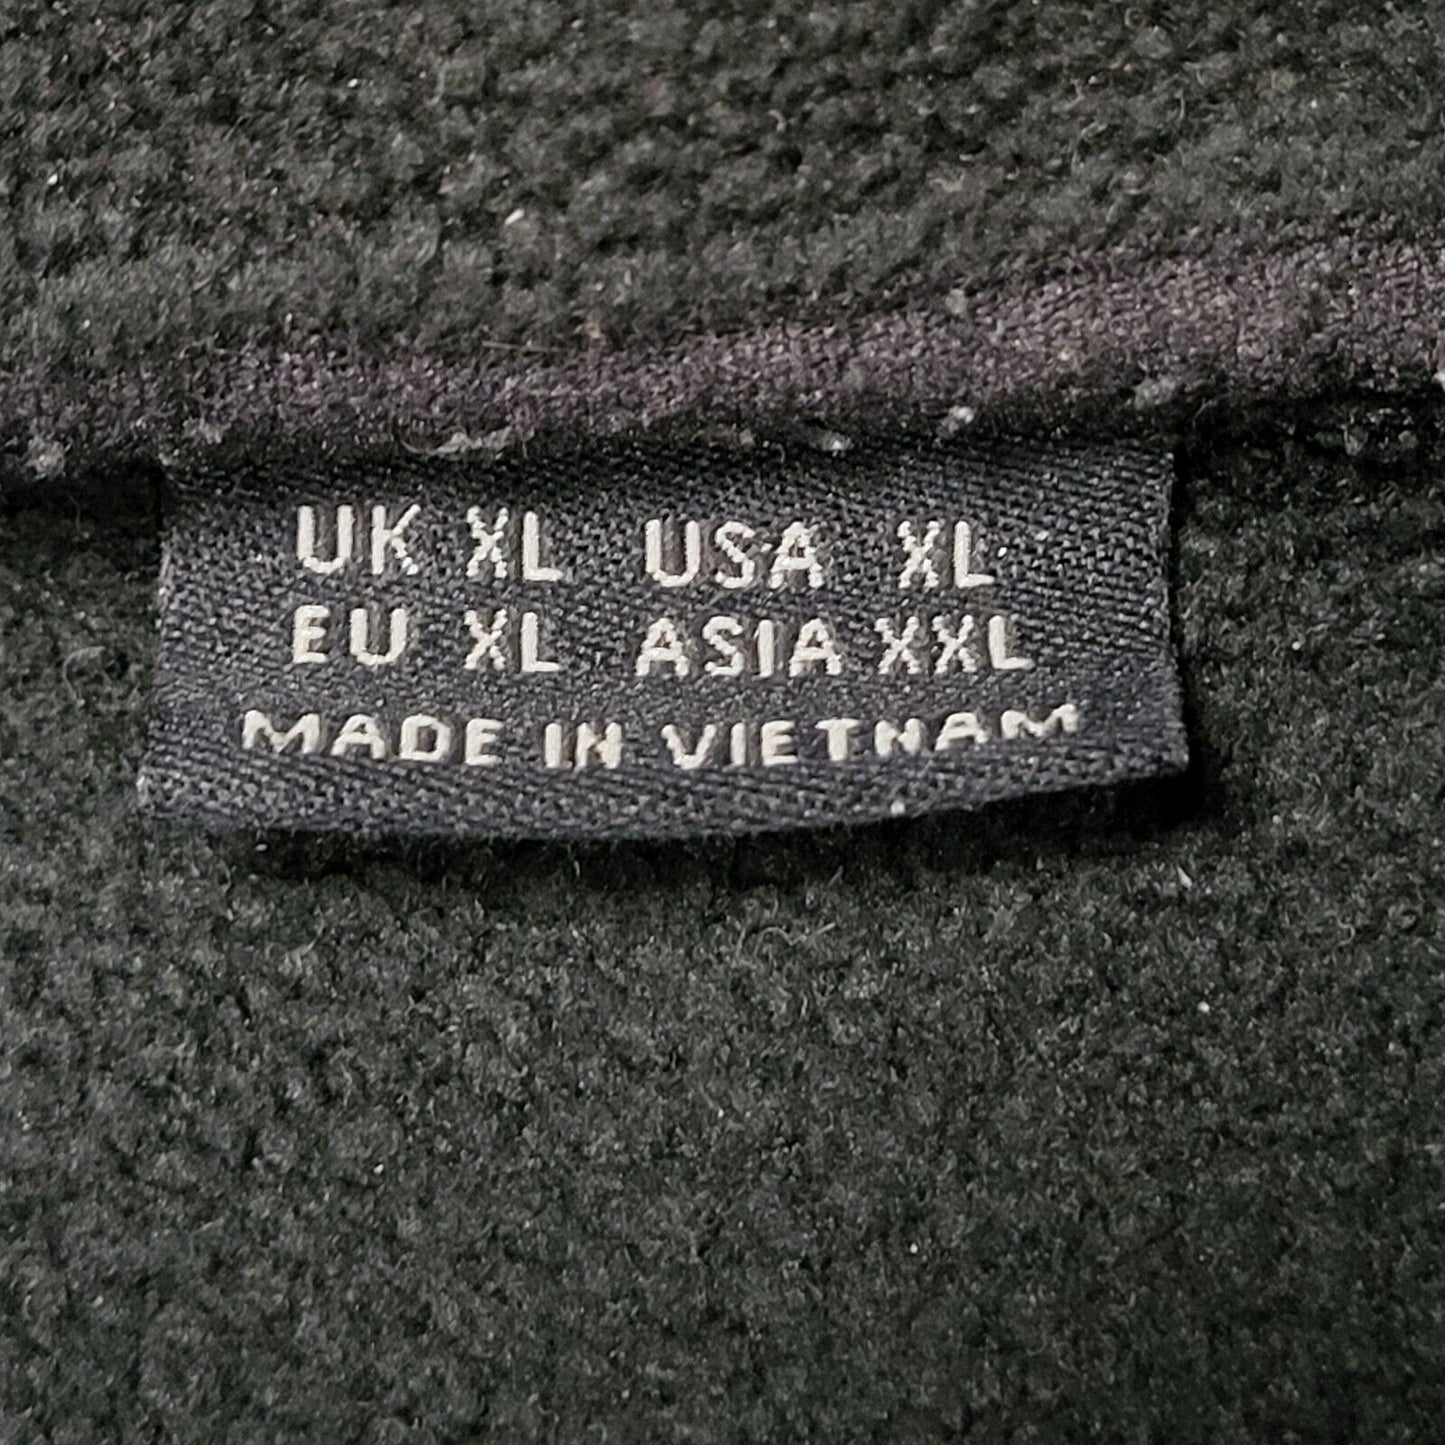 UK XL USA XL
EU XL ASIA XXL
MADE IN VIETNAM